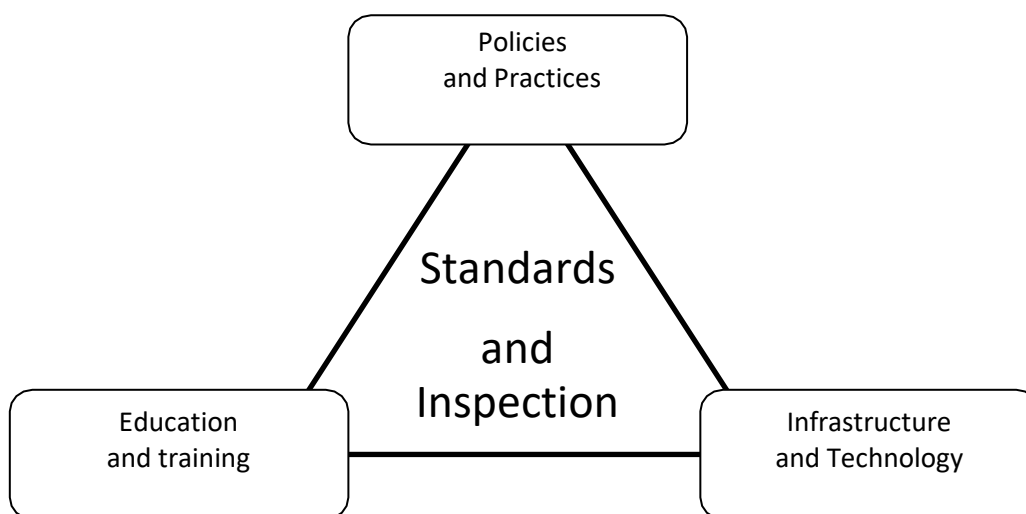 Policies
and Practices
Standards
and
Inspection
Education
and training
Infrastructure
and Technology